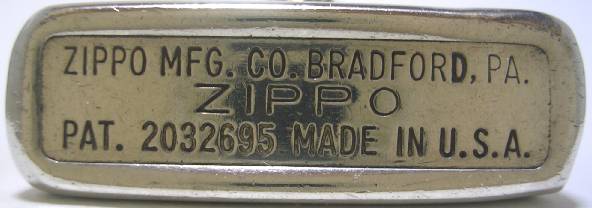 ZIPPO MFG. CO. BRADFORD, PA.
ZIPPO
PAT. 2032695 MADE IN U.S.A.